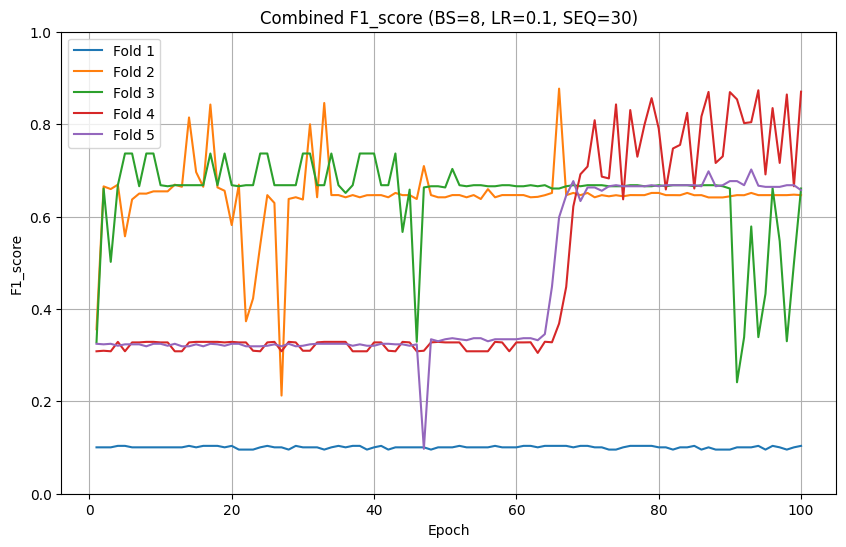 Combined F1_score (BS=8, LR=0.1, SEQ=30)
1.0
0.8
0.6
0.4
0.2
0.0
F1_score
Fold 1
Fold 2
Fold 3
Fold 4
Fold 5
0 20 40 60 80 100
Epoch